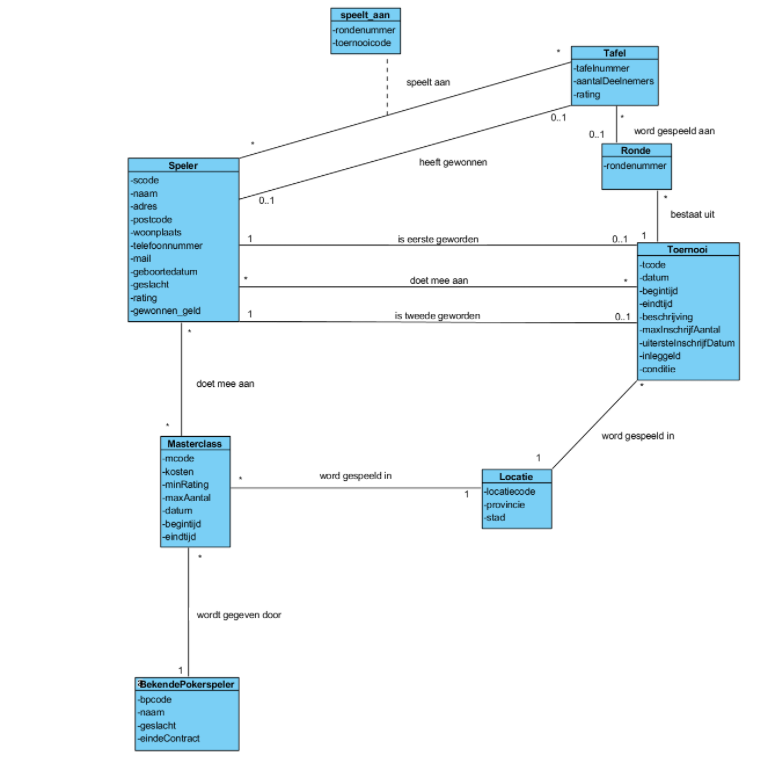 speelt_aan
-rondenummer
-toernooicode
Tafel
-tafelnummer
-aantalDeelnemers
-rating
*
speelt aan
*
0..1
heeft gewonnen
0..1
*
word gespeeld aan
0..1
Ronde
-rondenummer
*
bestaat uit
1
Speler
-scode
-naam
-adres
-postcode
-woonplaats
-telefoonnummer
-mail
-geboortedatum
-geslacht
-rating
-gewonnen_geld
1
is eerste geworden
0..1
*
doet mee aan
*
1
is tweede geworden
0..1
Toernooi
-tcode
-datum
-begintijd
-eindtijd
-beschrijving
-maxInschrijfAantal
-uitersteInschrijfDatum
-inleggeld
-conditie
*
doet mee aan
*
*
word gespeeld in
1
Masterclass
-mcode
-kosten
-minRating
-maxAantal
-datum
-begintijd
-eindtijd
*
word gespeeld in
1
Locatie
-locatiecode
-provincie
-stad
*
wordt gegeven door
1
BekendePokerspeler
-bpcode
-naam
-geslacht
-eindeContract